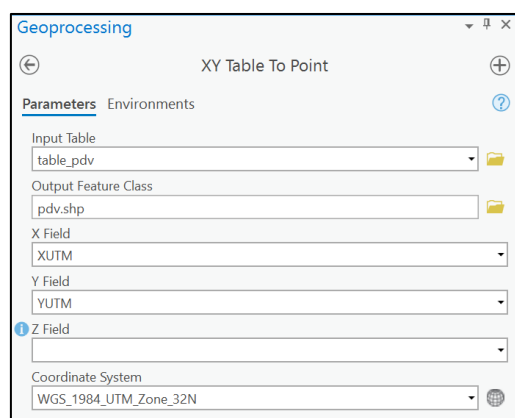 Geoprocessing
XY Table To Point
Parameters Environments
Input Table
table_pdv
Output Feature Class
pdv.shp
X Field
XUTM
Y Field
YUTM
Z Field
Coordinate System
WGS_1984_UTM_Zone_32N